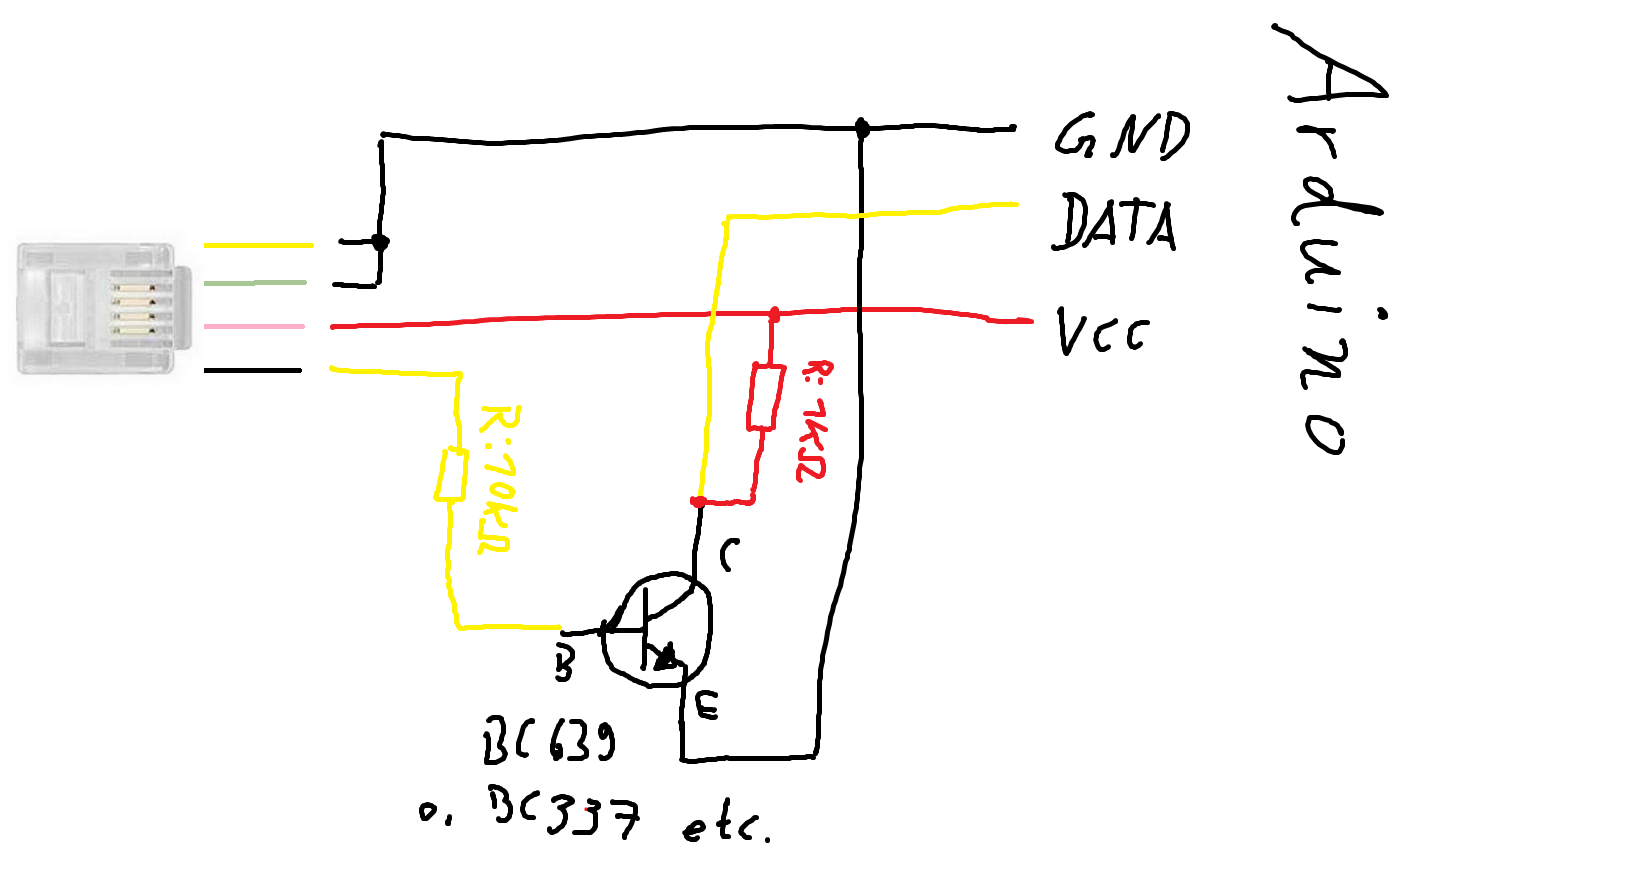 GND
DATA
VCC
Arduino
R:1kΩ
R:10kΩ
C
B
E
BC639
o. BC337 etc.